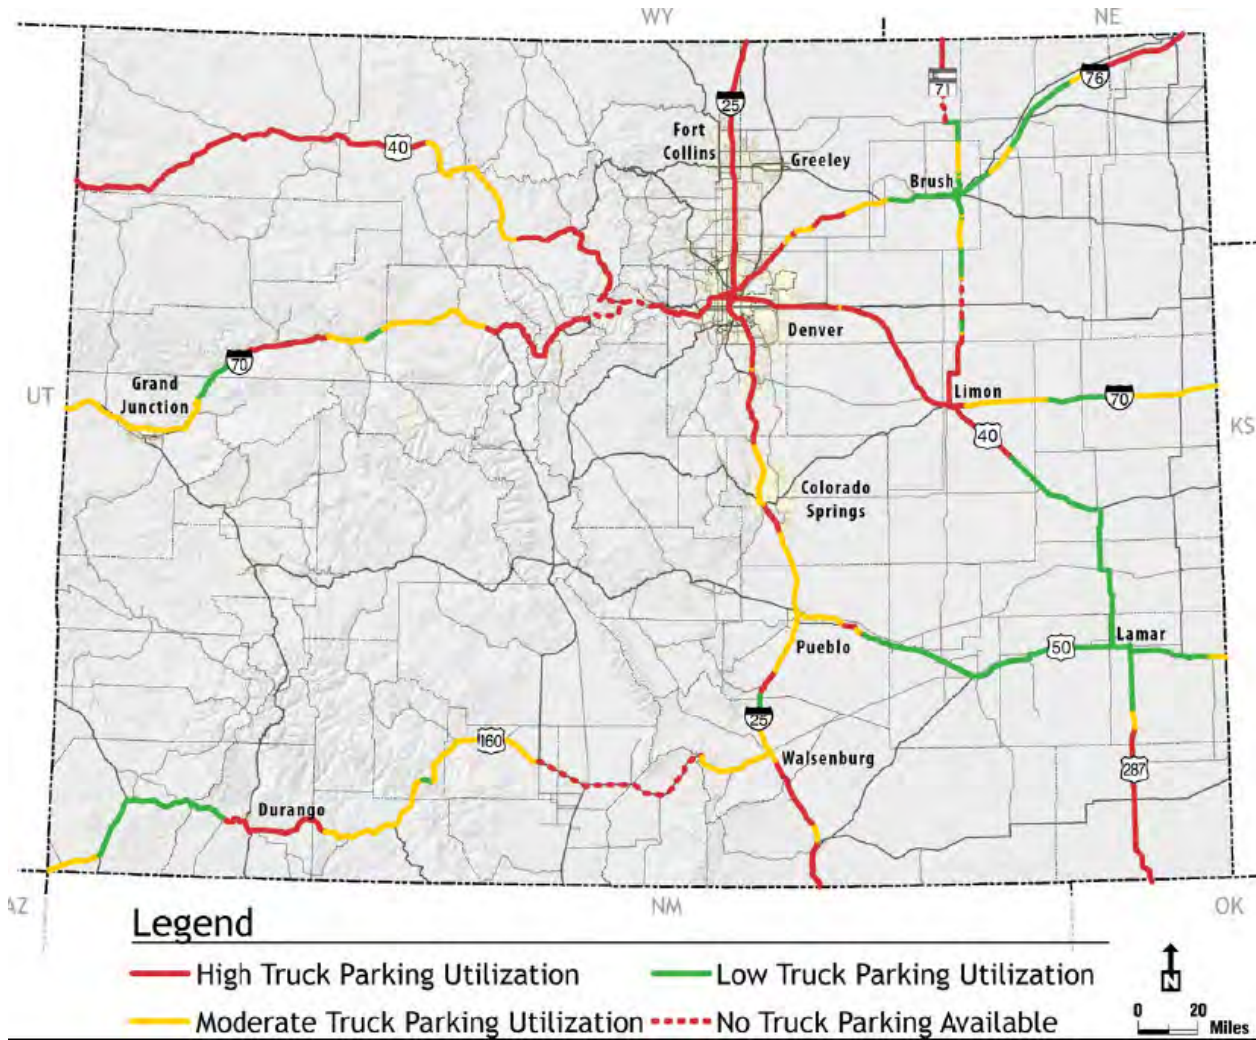 WY
NE
76
71
25
Fort
Collins
40
Greeley
Brush
Denver
70
Grand
Junction
UT
Limon
70
KS
40
Colorado
Springs
Pueblo
50
Lamar
25
160
Walsenburg
287
Durango
AZ
NM
OK
Legend
High Truck Parking Utilization
Low Truck Parking Utilization
Moderate Truck Parking Utilization
No Truck Parking Available
N
0 20
Miles